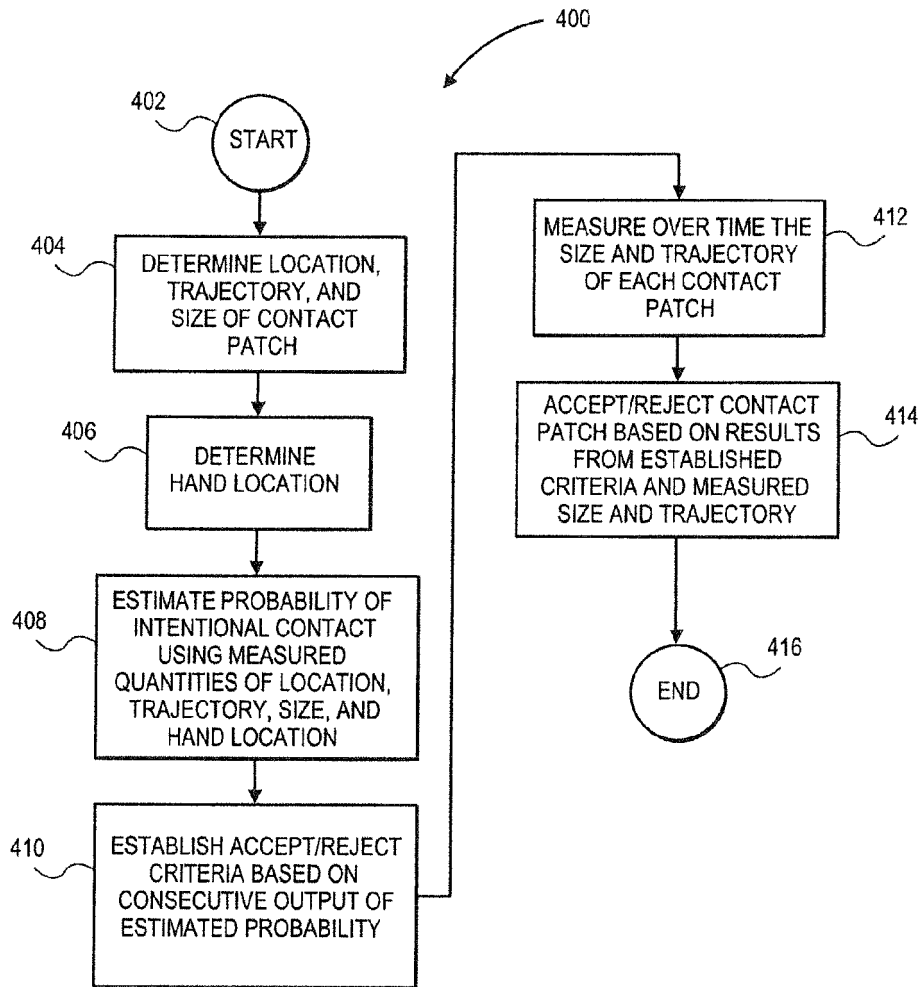 400
402
START
404
DETERMINE LOCATION,
TRAJECTORY, AND
SIZE OF CONTACT
PATCH
406
DETERMINE
HAND LOCATION
408
ESTIMATE PROBABILITY OF
INTENTIONAL CONTACT
USING MEASURED
QUANTITIES OF LOCATION,
TRAJECTORY, SIZE, AND
HAND LOCATION
410
ESTABLISH ACCEPT/REJECT
CRITERIA BASED ON
CONSECUTIVE OUTPUT OF
ESTIMATED PROBABILITY
412
MEASURE OVER TIME THE
SIZE AND TRAJECTORY
OF EACH CONTACT
PATCH
414
ACCEPT/REJECT CONTACT
PATCH BASED ON RESULTS
FROM ESTABLISHED
CRITERIA AND MEASURED
SIZE AND TRAJECTORY
416
END